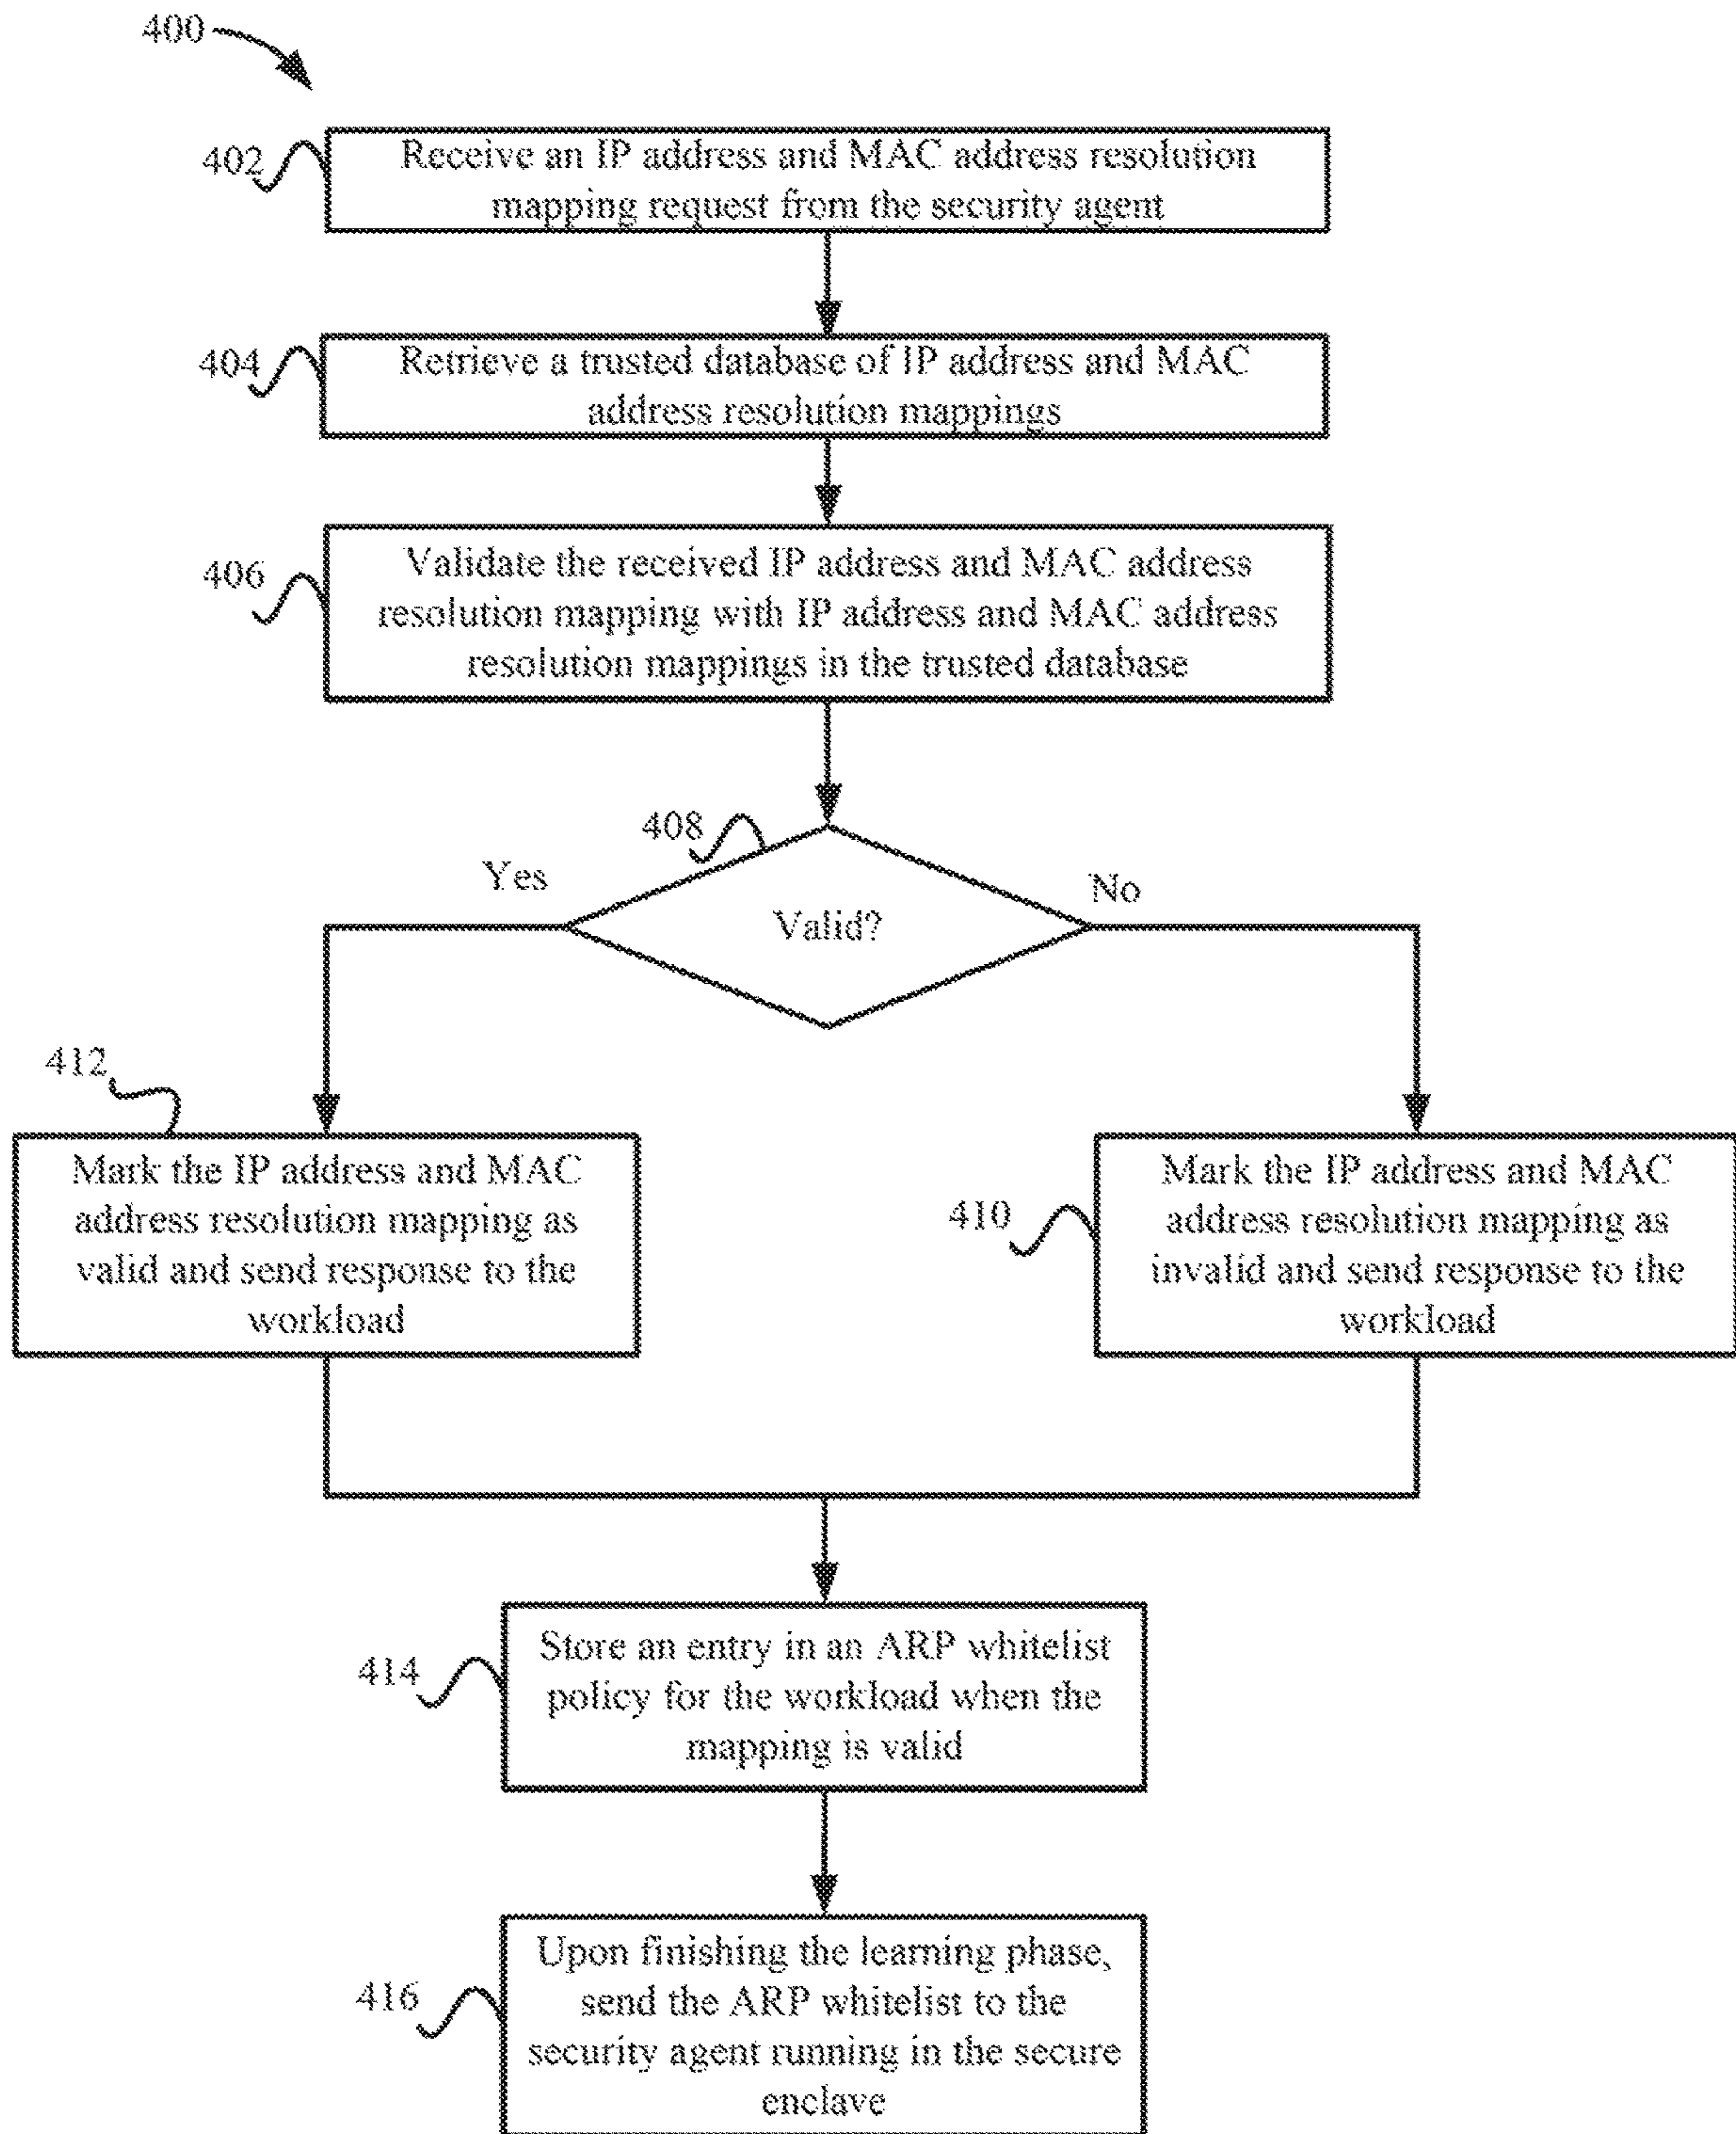 400
402
Receive an IP address and MAC address resolution
mapping request from the security agent
404
Retrieve a trusted database of IP address and MAC
address resolution mappings
406
Validate the received IP address and MAC address
resolution mapping with IP address and MAC address
resolution mappings in the trusted database
408
Yes
No
Valid?
412
Mark the IP address and MAC
address resolution mapping as
valid and send response to the
workload
410
Mark the IP address and MAC
address resolution mapping as
invalid and send response to the
workload
414
Store an entry in an ARP whitelist
policy for the workload when the
mapping is valid
416
Upon finishing the learning phase,
send the ARP whitelist to the
security agent running in the secure
enclave